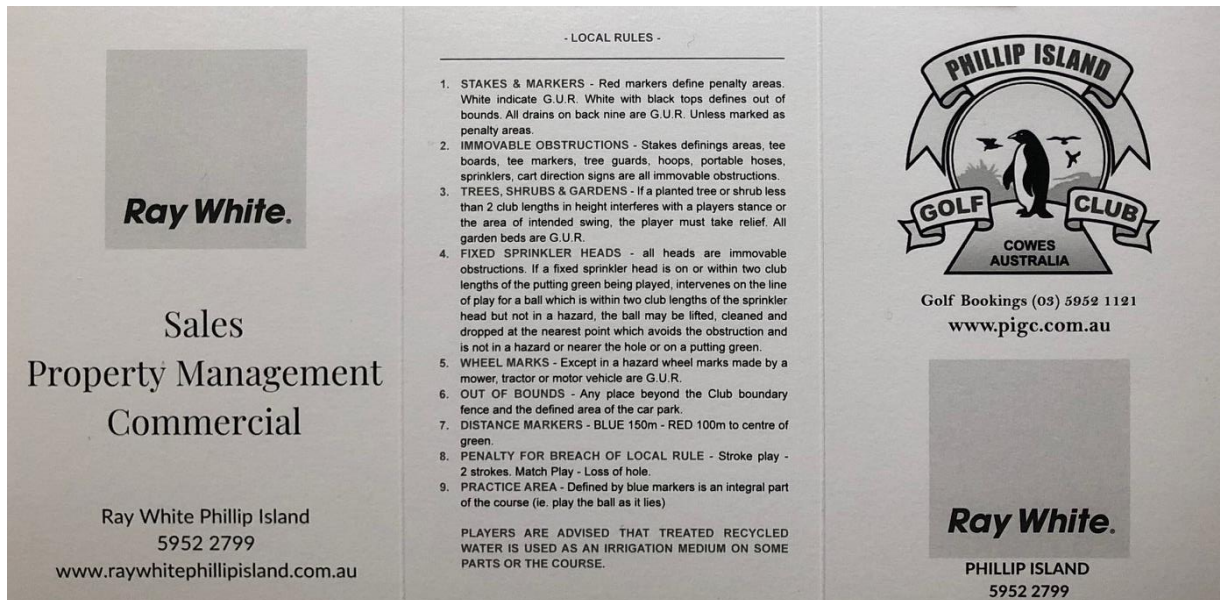 Ray White.
Sales
Property Management
Commercial
Ray White Phillip Island
5952 2799
www.raywhitephillipisland.com.au
- LOCAL RULES -
1. STAKES & MARKERS - Red markers define penalty areas.
White indicate G.U.R. White with black tops defines out of
bounds. All drains on back nine are G.U.R. Unless marked as
penalty areas.
2. IMMOVABLE OBSTRUCTIONS - Stakes definings areas, tee
boards, tee markers, tree guards, hoops, portable hoses,
sprinklers, cart direction signs are all immovable obstructions.
3. TREES, SHRUBS & GARDENS - If a planted tree or shrub less
than 2 club lengths in height interferes with a players stance or
the area of intended swing, the player must take relief. All
garden beds are G.U.R.
4. FIXED SPRINKLER HEADS - all heads are immovable
obstructions. If a fixed sprinkler head is on or within two club
lengths of the putting green being played, intervenes on the line
of play for a ball which is within two club lengths of the sprinkler
head but not in a hazard, the ball may be lifted, cleaned and
dropped at the nearest point which avoids the obstruction and
is not in a hazard or nearer the hole or on a putting green.
5. WHEEL MARKS - Except in a hazard wheel marks made by a
mower, tractor or motor vehicle are G.U.R.
6. OUT OF BOUNDS - Any place beyond the Club boundary
fence and the defined area of the car park.
7. DISTANCE MARKERS - BLUE 150m - RED 100m to centre of
green.
8. PENALTY FOR BREACH OF LOCAL RULE - Stroke play -
2 strokes. Match Play - Loss of hole.
9. PRACTICE AREA - Defined by blue markers is an integral part
of the course (ie. play the ball as it lies)
PLAYERS ARE ADVISED THAT TREATED RECYCLED
WATER IS USED AS AN IRRIGATION MEDIUM ON SOME
PARTS OR THE COURSE.
PHILLIP ISLAND
GOLF CLUB
COWES
AUSTRALIA
Golf Bookings (03) 5952 1121
www.pigc.com.au
Ray White.
PHILLIP ISLAND
5952 2799